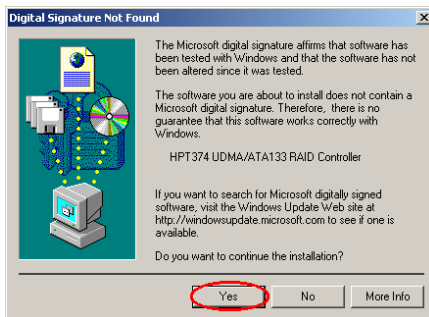 Digital Signature Not Found
The Microsoft digital signature affirms that software has
been tested with Windows and that the software has not
been altered since it was tested.
The software you are about to install does not contain a
Microsoft digital signature. Therefore, there is no
guarantee that this software works correctly with
Windows.
HPT374 UDMA/ATA133 RAID Controller
If you want to search for Microsoft digitally signed
software, visit the Windows Update Web site at
http://windowsupdate.microsoft.com to see if one is
available.
Do you want to continue the installation?
Yes No More Info